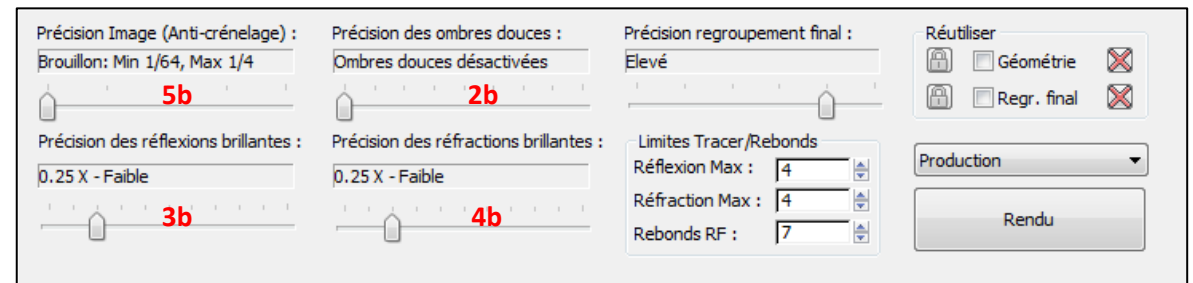 Précision Image (Anti-crénelage) :
Brouillon: Min 1/64, Max 1/4
5b
Précision des ombres douces :
Ombres douces désactivées
2b
Précision regroupement final :
Elevé
Réutiliser
Géométrie
Regr. final
Précision des réflexions brillantes :
0.25 X - Faible
3b
Précision des réfractions brillantes :
0.25 X - Faible
4b
Limites Tracer/Rebonds
Réflexion Max : 4
Réfraction Max : 4
Rebonds RF : 7
Production
Rendu